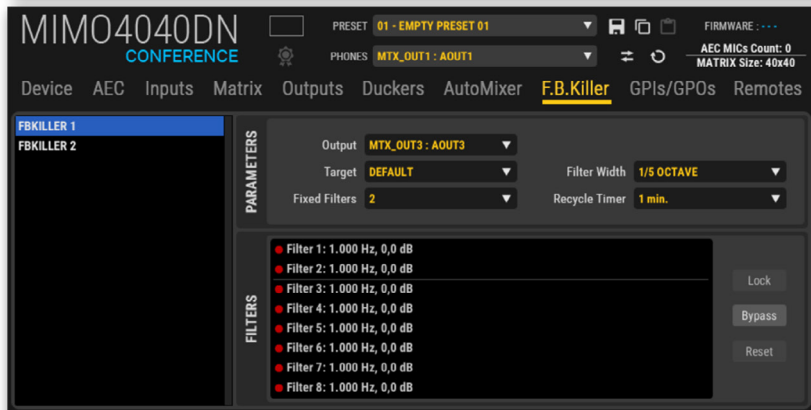 MIMO4040DN
CONFERENCE
PRESET 01 - EMPTY PRESET 01
PHONES MTX_OUT1 : AOUT1
FIRMWARE : - - -
AEC MICs Count: 0
MATRIX Size: 40x40
Device AEC Inputs Matrix Outputs Duckers AutoMixer F.B.Killer GPIs/GPOs Remotes
FBKILLER 1
FBKILLER 2
PARAMETERS
Output MTX_OUT3 : AOUT3
Target DEFAULT Filter Width 1/5 OCTAVE
Fixed Filters 2 Recycle Timer 1 min.
FILTERS
Filter 1: 1.000 Hz, 0,0 dB
Filter 2: 1.000 Hz, 0,0 dB
Filter 3: 1.000 Hz, 0,0 dB
Filter 4: 1.000 Hz, 0,0 dB
Filter 5: 1.000 Hz, 0,0 dB
Filter 6: 1.000 Hz, 0,0 dB
Filter 7: 1.000 Hz, 0,0 dB
Filter 8: 1.000 Hz, 0,0 dB
Lock
Bypass
Reset